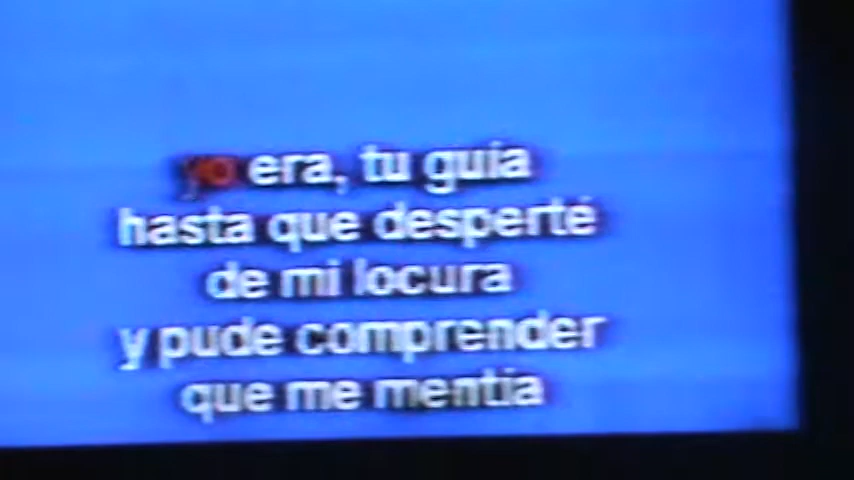 yo era, tu guia
hasta que desperté
de mi locura
y pude comprender
que me mentia